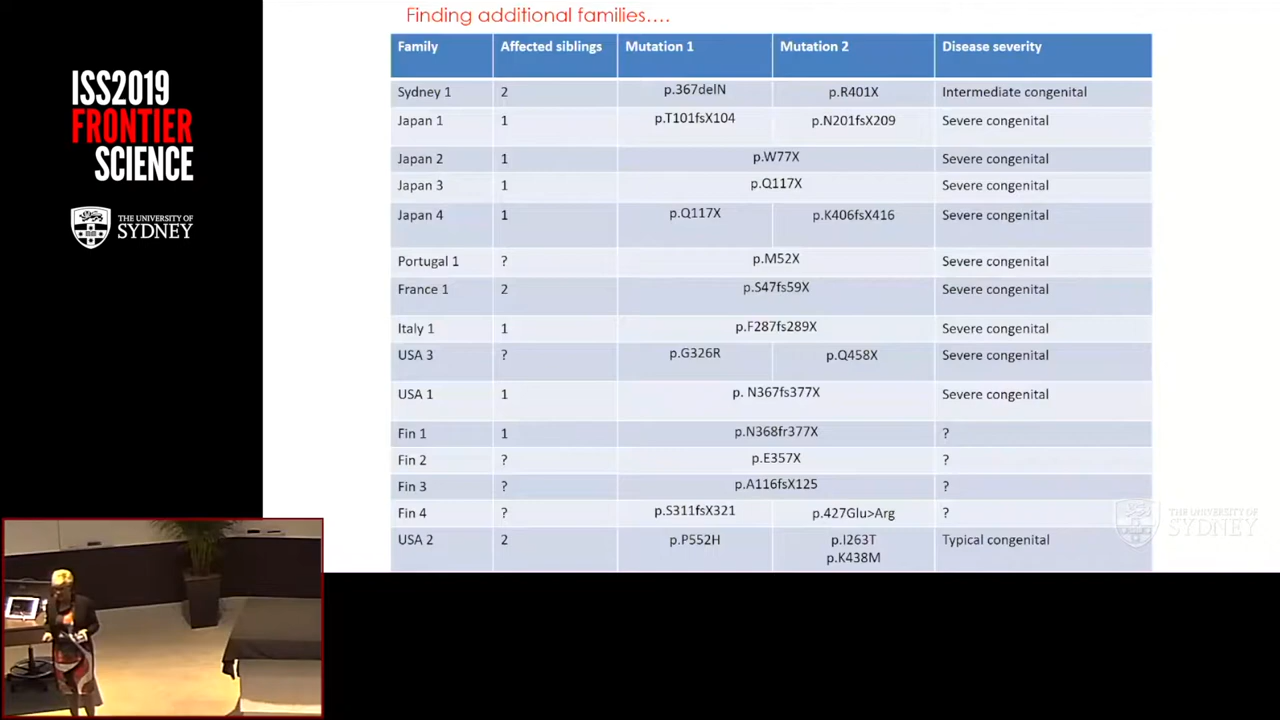 Finding additional families....
ISS2019
FRONTIER
SCIENCE
THE UNIVERSITY OF
SYDNEY
Family Affected siblings Mutation 1 Mutation 2 Disease severity
Sydney 1 2 p.367delN p.R401X Intermediate congenital
Japan 1 1 p.T101fsX104 p.N201fsX209 Severe congenital
Japan 2 1 p.W77X Severe congenital
Japan 3 1 p.Q117X Severe congenital
Japan 4 1 p.Q117X p.K406fsX416 Severe congenital
Portugal 1 ? p.M52X Severe congenital
France 1 2 p.S47fs59X Severe congenital
Italy 1 1 p.F287fs289X Severe congenital
USA 3 ? p.G326R p.Q458X Severe congenital
USA 1 1 p. N367fs377X Severe congenital
Fin 1 1 p.N368fr377X ?
Fin 2 ? p.E357X ?
Fin 3 ? p.A116fsX125 ?
Fin 4 ? p.S311fsX321 p.427Glu>Arg ?
USA 2 2 p.P552H p.I263T Typical congenital
p.K438M
THE UNIVERSITY OF
SYDNEY